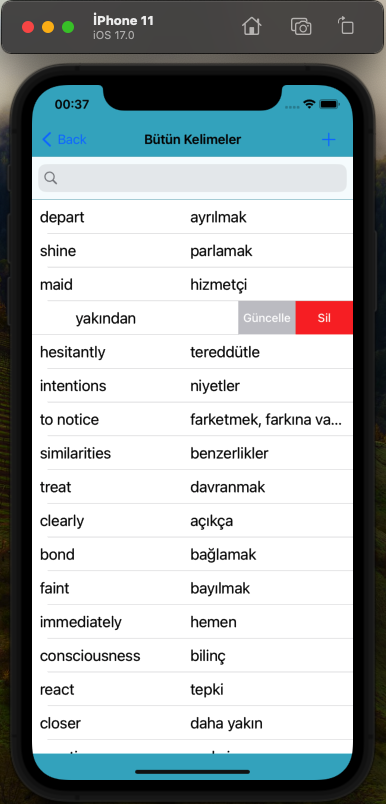 iPhone 11
iOS 17.0
00:37
Back Bütün Kelimeler +
depart ayrılmak
shine parlamak
maid hizmetçi
yakından Güncelle Sil
hesitantly tereddütle
intentions niyetler
to notice farketmek, farkına va...
similarities benzerlikler
treat davranmak
clearly açıkça
bond bağlamak
faint bayılmak
immediately hemen
consciousness bilinç
react tepki
closer daha yakın